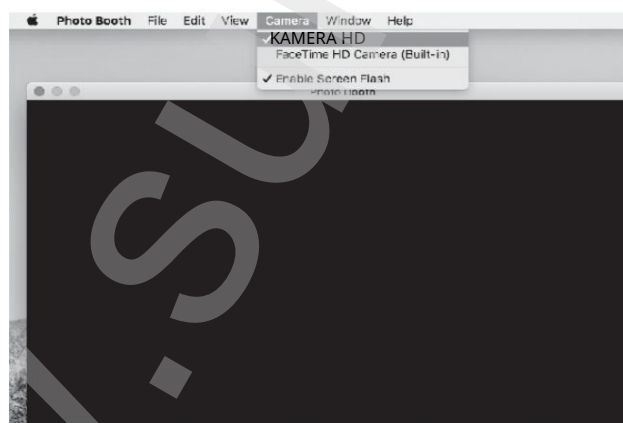 Photo Booth File Edit View Camera Window Help
✓KAMERA HD
FaceTime HD Camera (Built-in)
✓ Enable Screen Flash
Photo Booth